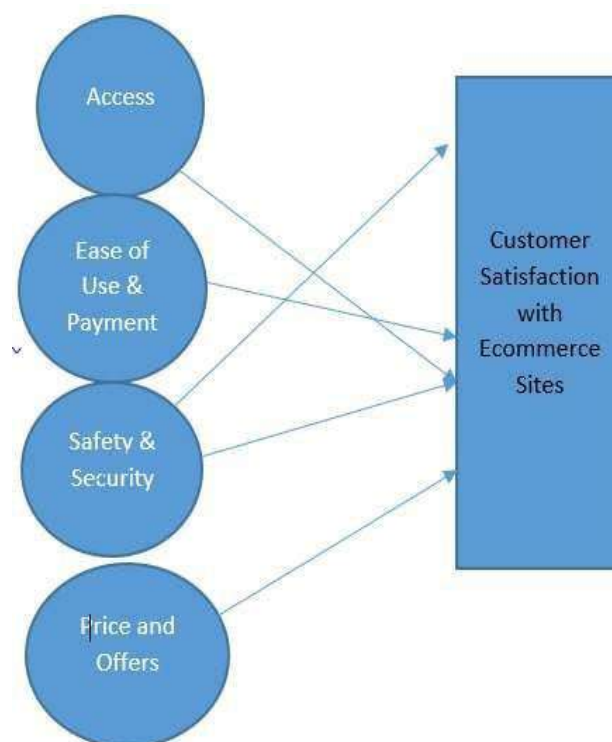 Access
Ease of
Use &
Payment
Safety &
Security
Price and
Offers
Customer
Satisfaction
with
Ecommerce
Sites